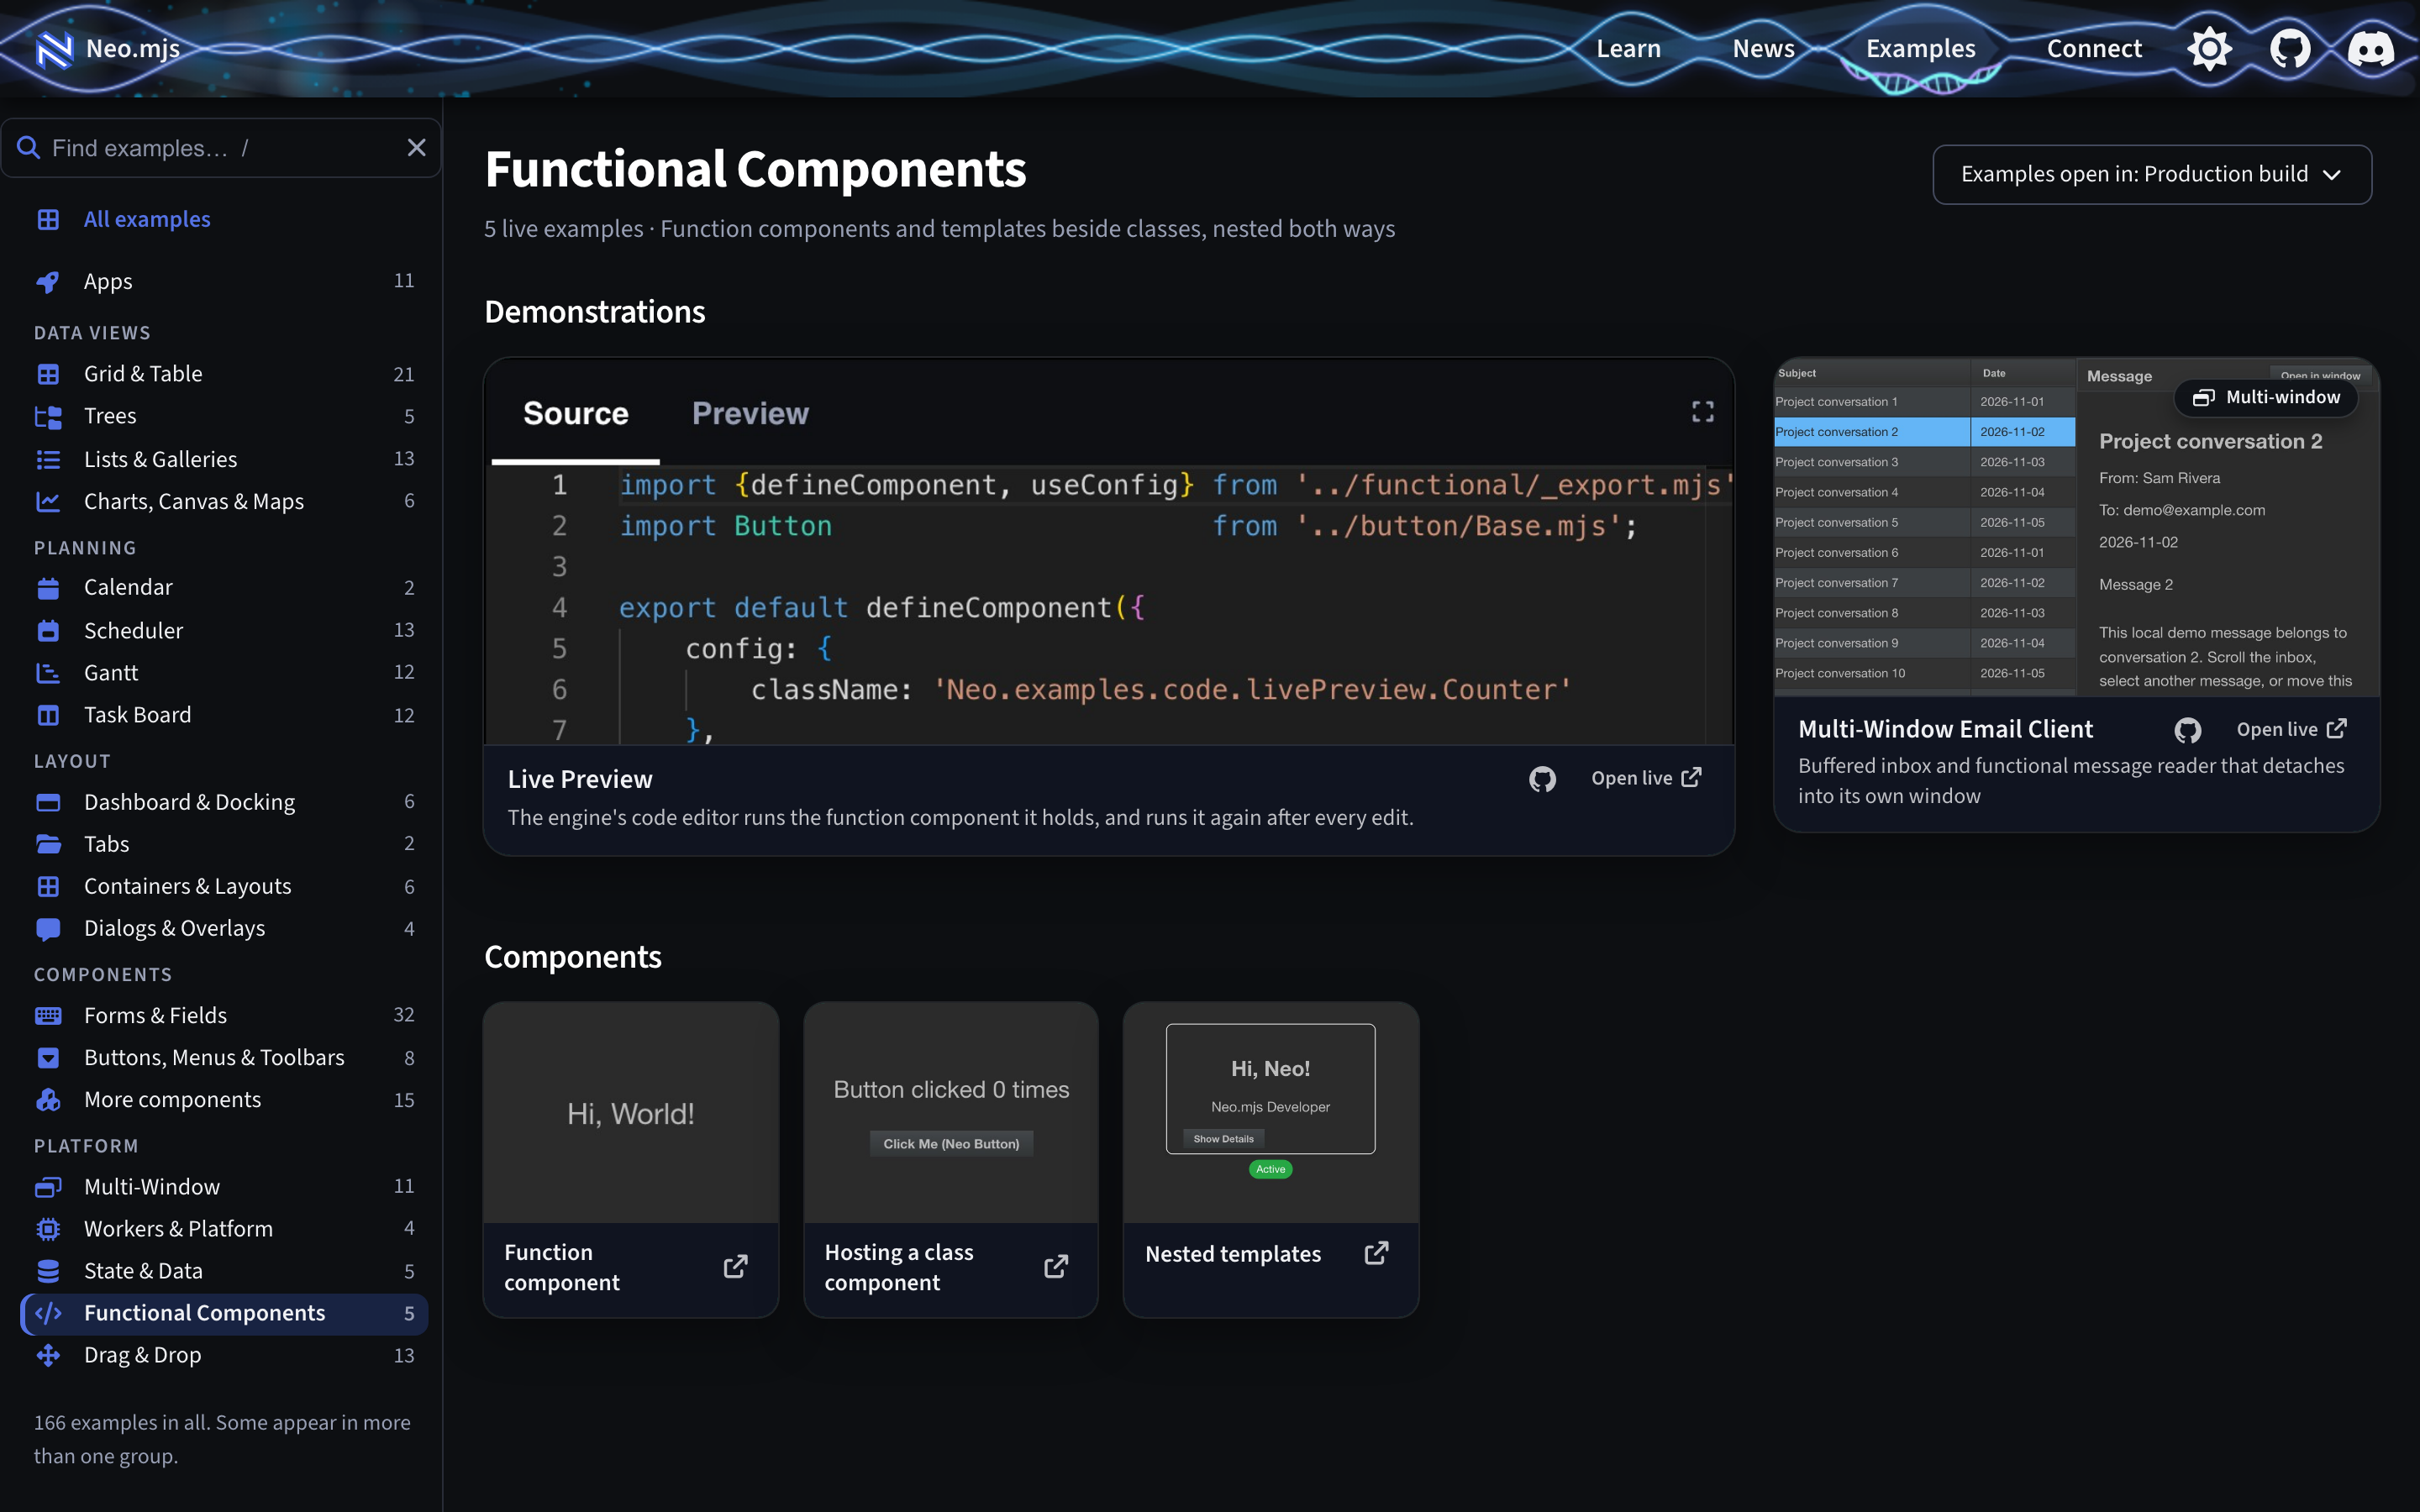 Neo.mjs
Learn
News
Examples
Connect
Find examples… /
All examples
Apps 11
DATA VIEWS
Grid & Table 21
Trees 5
Lists & Galleries 13
Charts, Canvas & Maps 6
PLANNING
Calendar 2
Scheduler 13
Gantt 12
Task Board 12
LAYOUT
Dashboard & Docking 6
Tabs 2
Containers & Layouts 6
Dialogs & Overlays 4
COMPONENTS
Forms & Fields 32
Buttons, Menus & Toolbars 8
More components 15
PLATFORM
Multi-Window 11
Workers & Platform 4
State & Data 5
Functional Components 5
Drag & Drop 13
166 examples in all. Some appear in more
than one group.
Functional Components
Examples open in: Production build
5 live examples · Function components and templates beside classes, nested both ways
Demonstrations
Source Preview
1 import {defineComponent, useConfig} from '../functional/_export.mjs'
2 import Button from '../button/Base.mjs';
3
4 export default defineComponent({
5 config: {
6 className: 'Neo.examples.code.livePreview.Counter'
7 },
Live Preview
Open live
The engine's code editor runs the function component it holds, and runs it again after every edit.
Subject Date
Project conversation 1 2026-11-01
Project conversation 2 2026-11-02
Project conversation 3 2026-11-03
Project conversation 4 2026-11-04
Project conversation 5 2026-11-05
Project conversation 6 2026-11-01
Project conversation 7 2026-11-02
Project conversation 8 2026-11-03
Project conversation 9 2026-11-04
Project conversation 10 2026-11-05
Message
Open in window
Multi-window
Project conversation 2
From: Sam Rivera
To: demo@example.com
2026-11-02
Message 2
This local demo message belongs to
conversation 2. Scroll the inbox,
select another message, or move this
Multi-Window Email Client
Open live
Buffered inbox and functional message reader that detaches
into its own window
Components
Hi, World!
Function
component
Button clicked 0 times
Click Me (Neo Button)
Hosting a class
component
Hi, Neo!
Neo.mjs Developer
Show Details
Active
Nested templates